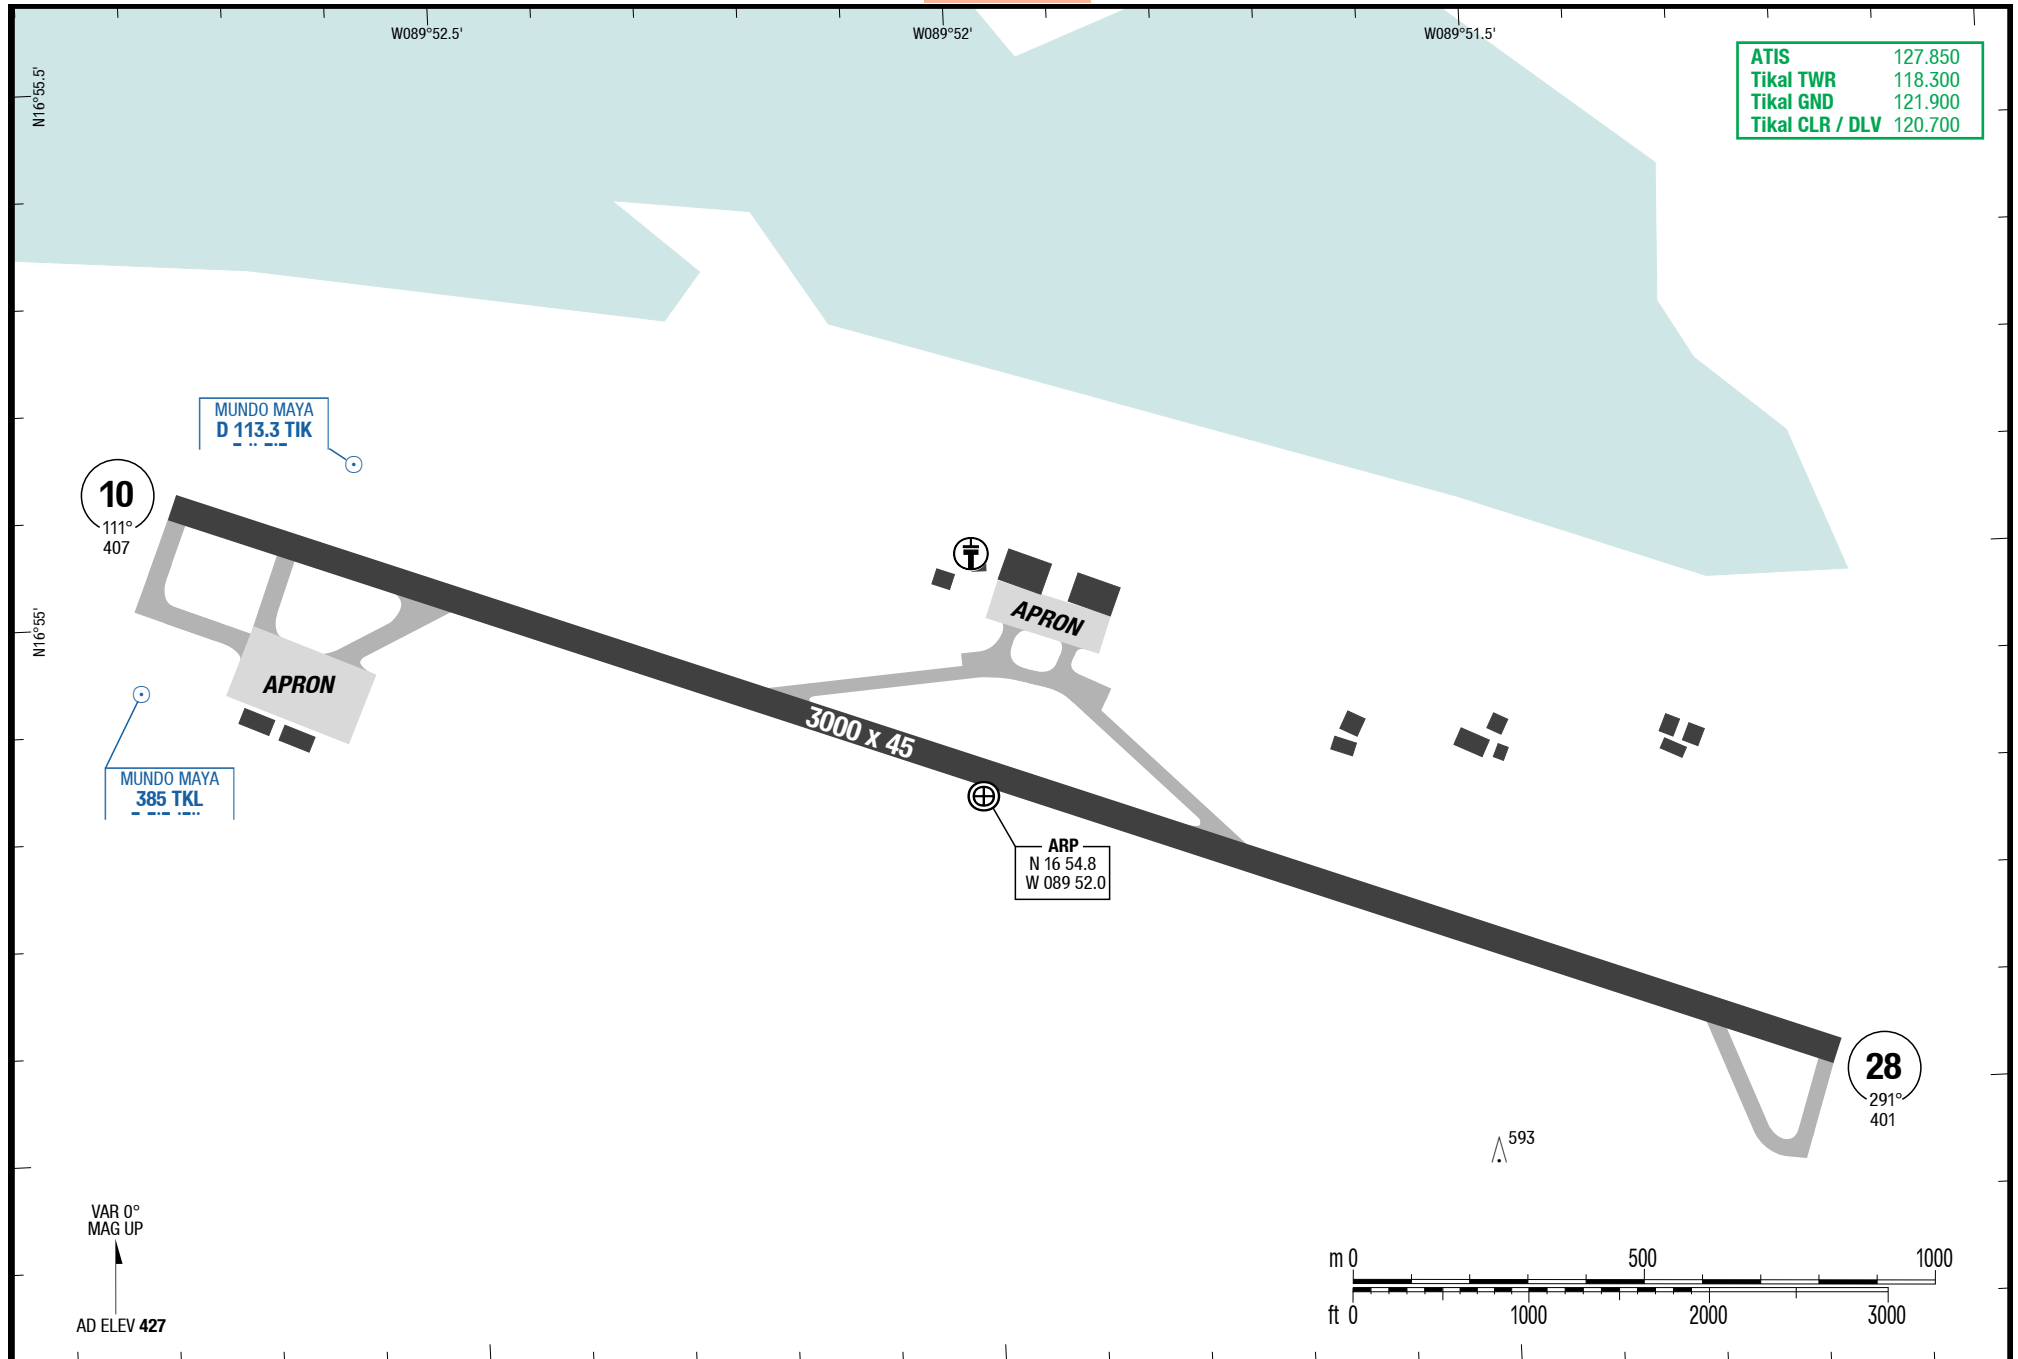 W089°52.5'
W089°52'
W089°51.5'
ATIS 127.850
Tikal TWR 118.300
Tikal GND 121.900
Tikal CLR / DLV 120.700
N16°55.5'
MUNDO MAYA
D 113.3 TIK
10
111°
407
N16°55'
APRON
APRON
3000 x 45
MUNDO MAYA
385 TKL
ARP
N 16 54.8
W 089 52.0
28
291°
401
593
VAR 0°
MAG UP
AD ELEV 427
m 0 500 1000
ft 0 1000 2000 3000